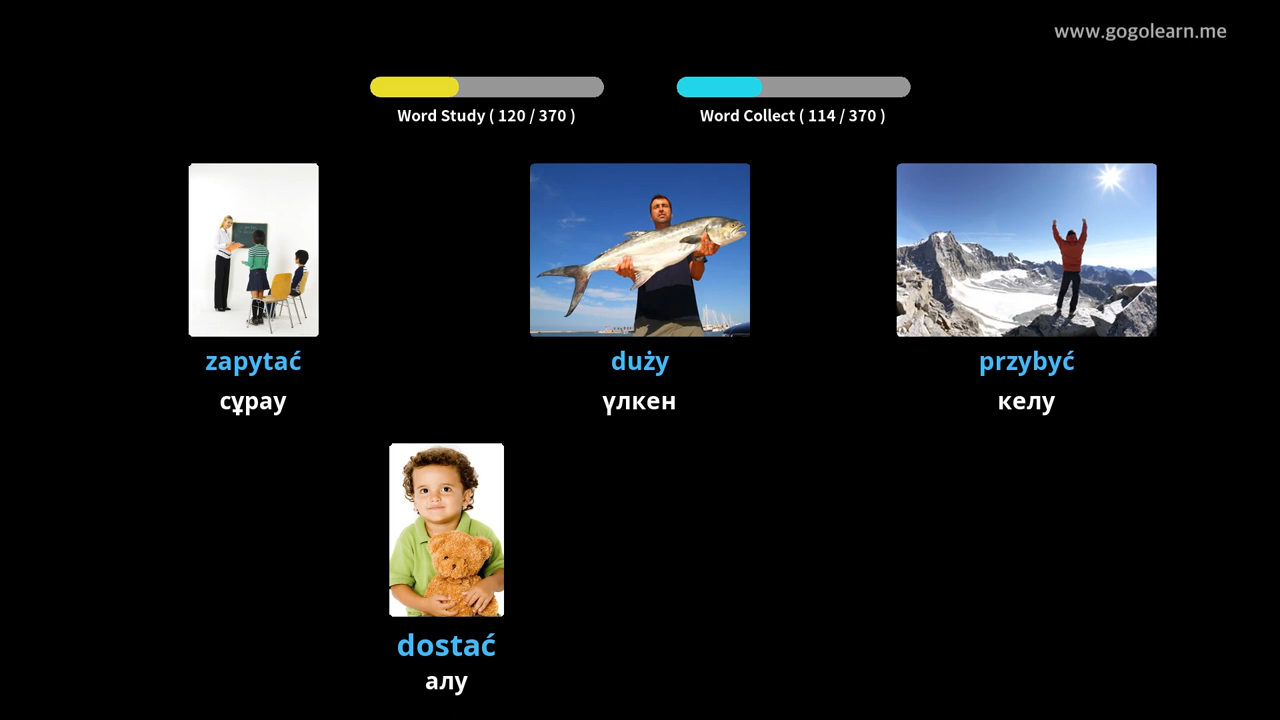 www.gogolearn.me
Word Study ( 120 / 370 )
Word Collect ( 114 / 370 )
zapytać
сұрау
duży
үлкен
przybyć
келу
dostać
алу